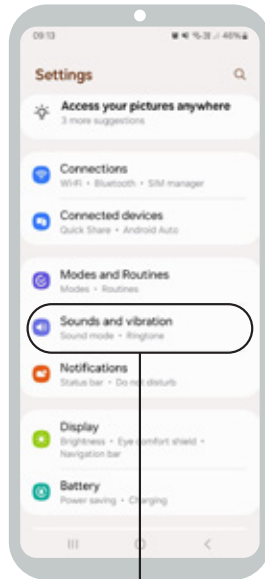 09:13
46%
Settings
Access your pictures anywhere
3 more suggestions
Connections
Wi-Fi • Bluetooth • SIM manager
Connected devices
Quick Share • Android Auto
Modes and Routines
Modes • Routines
Sounds and vibration
Sound mode • Ringtone
Notifications
Status bar • Do not disturb
Display
Brightness • Eye comfort shield •
Navigation bar
Battery
Power saving • Charging